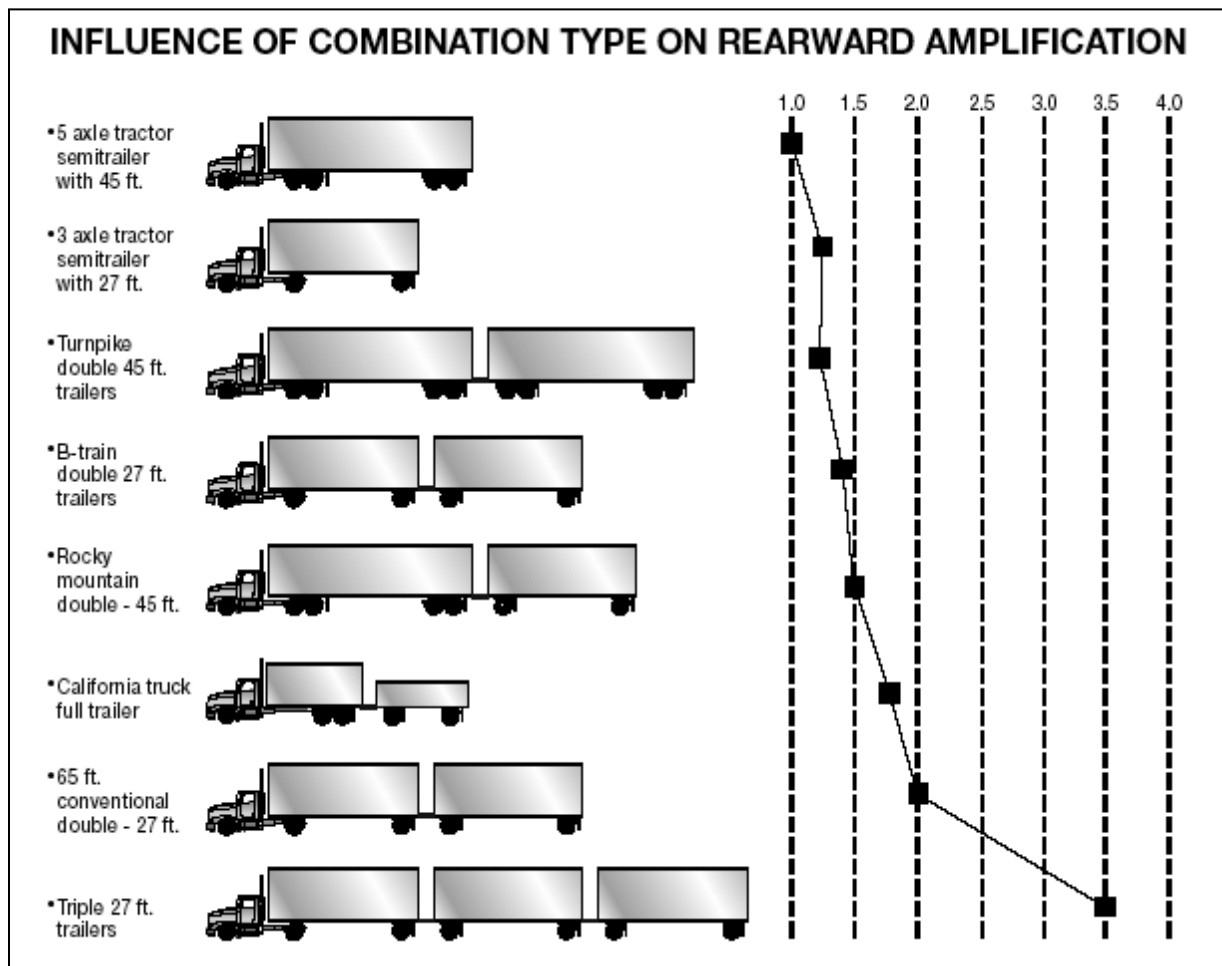 INFLUENCE OF COMBINATION TYPE ON REARWARD AMPLIFICATION
1.0 1.5 2.0 2.5 3.0 3.5 4.0
•5 axle tractor
semitrailer
with 45 ft.
•3 axle tractor
semitrailer
with 27 ft.
•Turnpike
double 45 ft.
trailers
•B-train
double 27 ft.
trailers
•Rocky
mountain
double - 45 ft.
•California truck
full trailer
•65 ft.
conventional
double - 27 ft.
•Triple 27 ft.
trailers